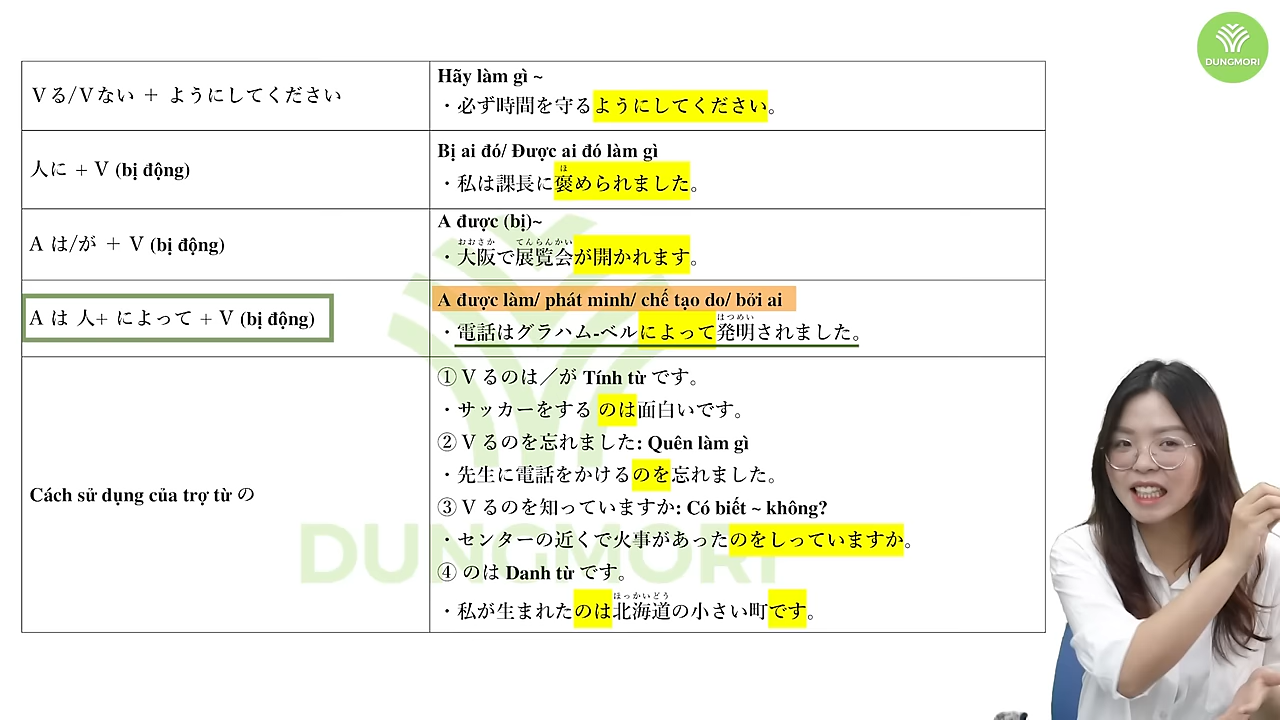 DUNGMORI
Vる/Vない ＋ ようにしてください
Hãy làm gì ~
・必ず時間を守るようにしてください。
人に + V (bị động)
Bị ai đó/ Được ai đó làm gì
ほ
・私は課長に褒められました。
A は/が ＋ V (bị động)
A được (bị)~
おおさか てんらんかい
・大阪で展覧会が開かれます。
A は 人+ によって + V (bị động)
A được làm/ phát minh/ chế tạo do/ bởi ai
はつめい
・電話はグラハム-ベルによって発明されました。
Cách sử dụng của trợ từ の
① V るのは／が Tính từ です。
・サッカーをする のは面白いです。
② V るのを忘れました: Quên làm gì
・先生に電話をかけるのを忘れました。
③ V るのを知っていますか: Có biết ~ không?
・センターの近くで火事があったのをしっていますか。
④ のは Danh từ です。
ほっかいどう
・私が生まれたのは北海道の小さい町です。
DUNGMORI